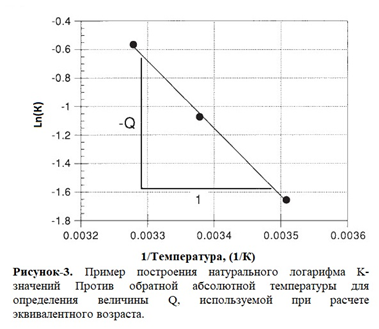 -0.4
-0.6
-0.8
-1
-1.2
-1.4
-1.6
-1.8
Ln(K)
-Q
1
0.0032 0.0033 0.0034 0.0035 0.0036
1/Температура, (1/К)
Рисунок-3. Пример построения натурального логарифма К-
значений Против обратной абсолютной температуры для
определения величины Q, используемой при расчете
эквивалентного возраста.